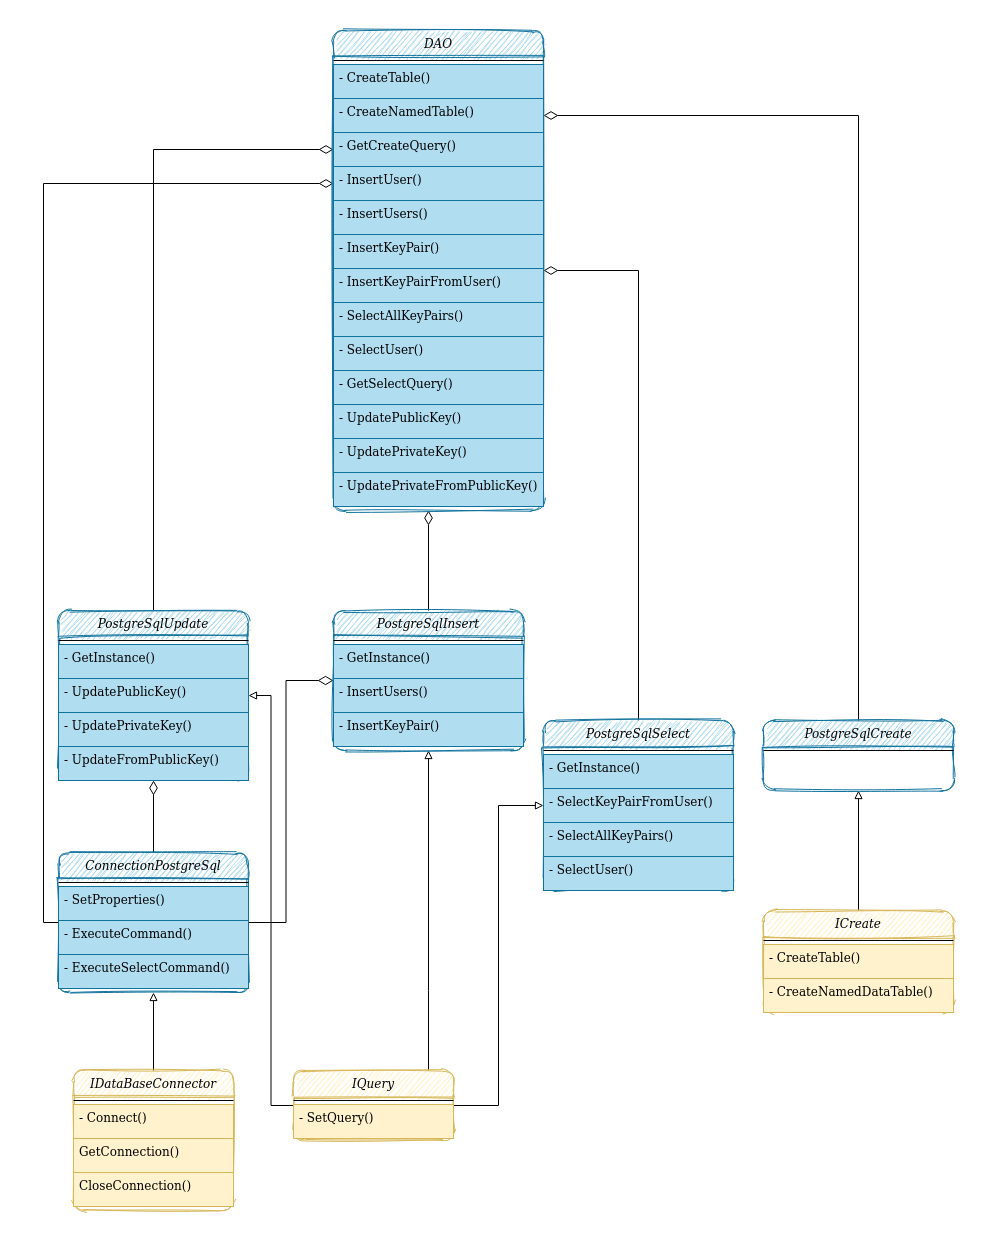 DAO
- CreateTable()
- CreateNamedTable()
- GetCreateQuery()
- InsertUser()
- InsertUsers()
- InsertKeyPair()
- InsertKeyPairFromUser()
- SelectAllKeyPairs()
- SelectUser()
- GetSelectQuery()
- UpdatePublicKey()
- UpdatePrivateKey()
- UpdatePrivateFromPublicKey()
PostgreSqlUpdate
- GetInstance()
- UpdatePublicKey()
- UpdatePrivateKey()
- UpdateFromPublicKey()
PostgreSqlInsert
- GetInstance()
- InsertUsers()
- InsertKeyPair()
PostgreSqlSelect
- GetInstance()
- SelectKeyPairFromUser()
- SelectAllKeyPairs()
- SelectUser()
PostgreSqlCreate
ConnectionPostgreSql
- SetProperties()
- ExecuteCommand()
- ExecuteSelectCommand()
ICreate
- CreateTable()
- CreateNamedDataTable()
IDataBaseConnector
- Connect()
GetConnection()
CloseConnection()
IQuery
- SetQuery()